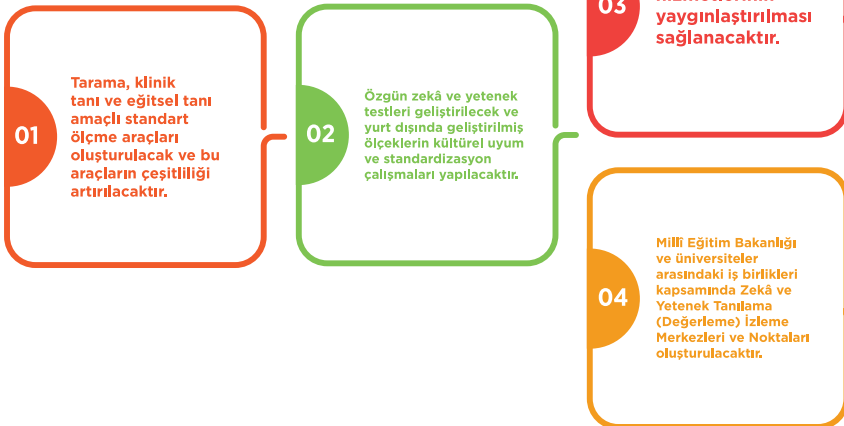 01
Tarama, klinik
tanı ve eğitsel tanı
amaçlı standart
ölçme araçları
oluşturulacak ve bu
araçların çeşitliliği
artırılacaktır.
02
Özgün zekâ ve yetenek
testleri geliştirilecek ve
yurt dışında geliştirilmiş
ölçeklerin kültürel uyum
ve standardizasyon
çalışmaları yapılacaktır.
03
yaygınlaştırılması
sağlanacaktır.
04
Millî Eğitim Bakanlığı
ve üniversiteler
arasındaki iş birlikleri
kapsamında Zekâ ve
Yetenek Tanılama
(Değerleme) İzleme
Merkezleri ve Noktaları
oluşturulacaktır.